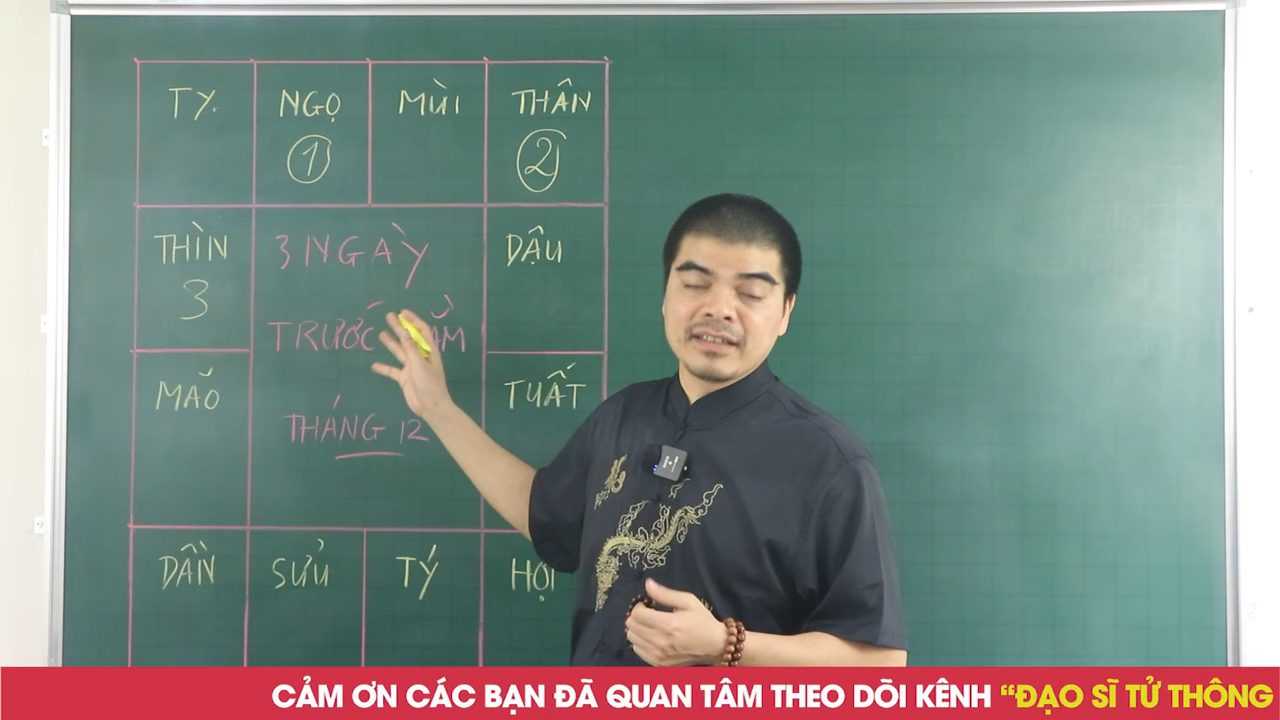 TỴ NGỌ MÙI THÂN
1 2
THÌN 3 NGÀY DẬU
3
TRƯỚC
MÃO TUẤT
THÁNG 12
DẦN SỬU TÝ HỢI
CẢM ƠN CÁC BẠN ĐÃ QUAN TÂM THEO DÕI KÊNH “ĐẠO SĨ TỬ THÔNG